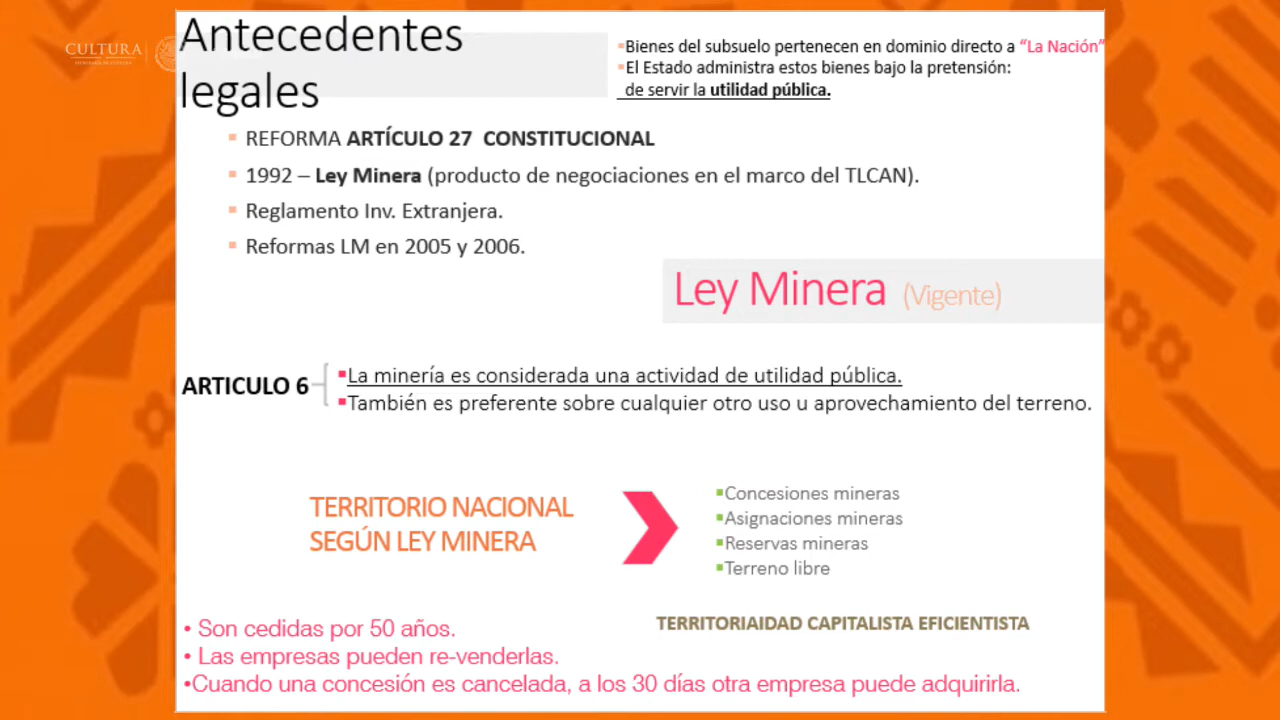 CULTURA
SECRETARÍA DE CULTURA
Antecedentes
legales
Bienes del subsuelo pertenecen en dominio directo a “La Nación”
El Estado administra estos bienes bajo la pretensión:
de servir la utilidad pública.
REFORMA ARTÍCULO 27 CONSTITUCIONAL
1992 – Ley Minera (producto de negociaciones en el marco del TLCAN).
Reglamento Inv. Extranjera.
Reformas LM en 2005 y 2006.
Ley Minera (Vigente)
ARTICULO 6
La minería es considerada una actividad de utilidad pública.
También es preferente sobre cualquier otro uso u aprovechamiento del terreno.
TERRITORIO NACIONAL
SEGÚN LEY MINERA
Concesiones mineras
Asignaciones mineras
Reservas mineras
Terreno libre
TERRITORIAIDAD CAPITALISTA EFICIENTISTA
• Son cedidas por 50 años.
• Las empresas pueden re-venderlas.
•Cuando una concesión es cancelada, a los 30 días otra empresa puede adquirirla.